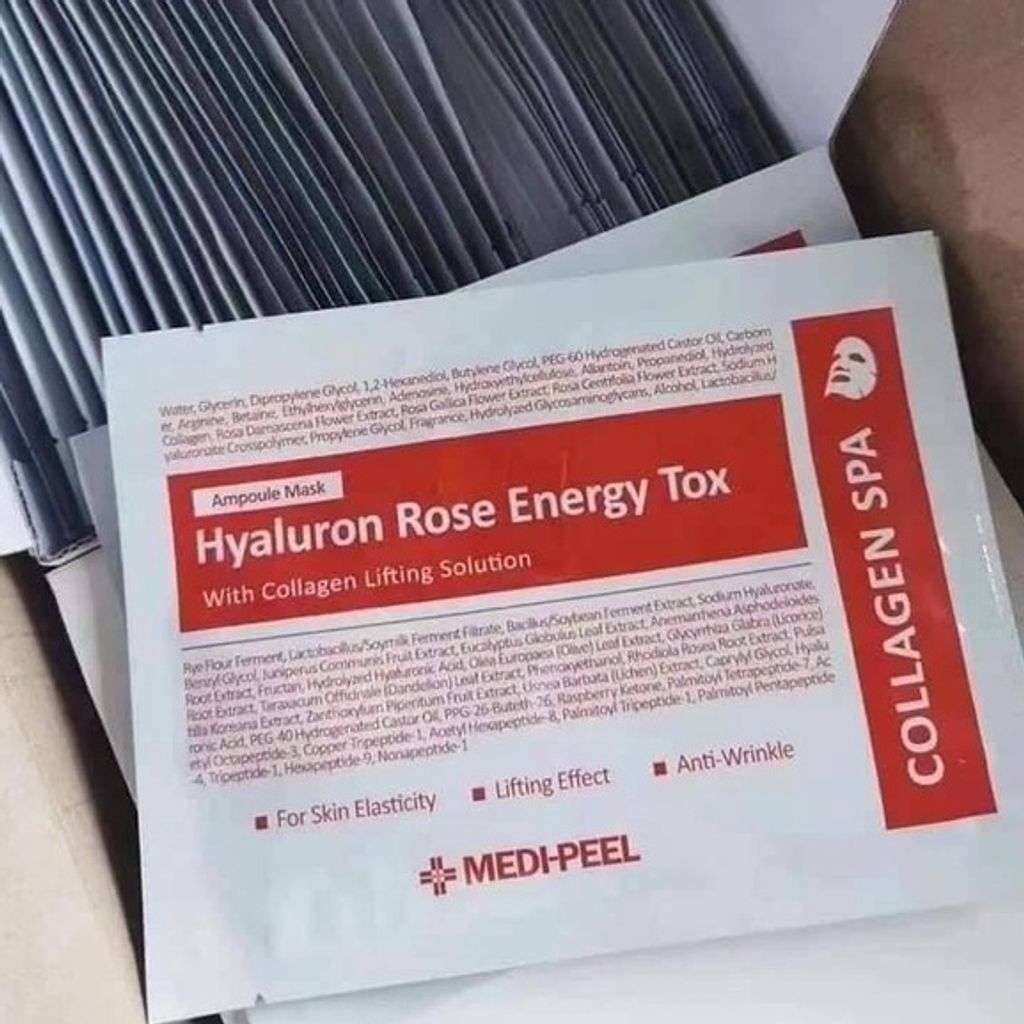 Water, Glycerin, Dipropylene Glycol, 1,2-Hexanediol, Butylene Glycol, PEG-60 Hydrogenated Castor Oil, Carbom
er, Arginine, Betaine, Ethylhexylglycerin, Adenosine, Hydroxyethylcellulose, Allantoin, Propanediol, Hydrolyzed
Collagen, Rosa Damascena Flower Extract, Rosa Gallica Flower Extract, Rosa Centifolia Flower Extract, Sodium H
yaluronate Crosspolymer, Propylene Glycol, Fragrance, Hydrolyzed Glycosaminoglycans, Alcohol, Lactobacillus/
Ampoule Mask
Hyaluron Rose Energy Tox
With Collagen Lifting Solution
Rye Flour Ferment, Lactobacillus/Soymilk Ferment Filtrate, Bacillus/Soybean Ferment Extract, Sodium Hyaluronate,
Benzyl Glycol, Juniperus Communis Fruit Extract, Eucalyptus Globulus Leaf Extract, Anemarrhena Asphodeloides
Root Extract, Fructan, Hydrolyzed Hyaluronic Acid, Olea Europaea (Olive) Leaf Extract, Glycyrrhiza Glabra (Licorice)
Root Extract, Taraxacum Officinale (Dandelion) Leaf Extract, Phenoxyethanol, Rhodiola Rosea Root Extract, Pulsa
tilla Koreana Extract, Zanthoxylum Piperitum Fruit Extract, Usnea Barbata (Lichen) Extract, Caprylyl Glycol, Hyalu
ronic Acid, PEG-40 Hydrogenated Castor Oil, PPG-26-Buteth-26, Raspberry Ketone, Palmitoyl Tetrapeptide-7, Ac
etyl Octapeptide-3, Copper Tripeptide-1, Acetyl Hexapeptide-8, Palmitoyl Tripeptide-1, Palmitoyl Pentapeptide
-4, Tripeptide-1, Hexapeptide-9, Nonapeptide-1
■ For Skin Elasticity ■ Lifting Effect ■ Anti-Wrinkle
MEDI-PEEL
COLLAGEN SPA